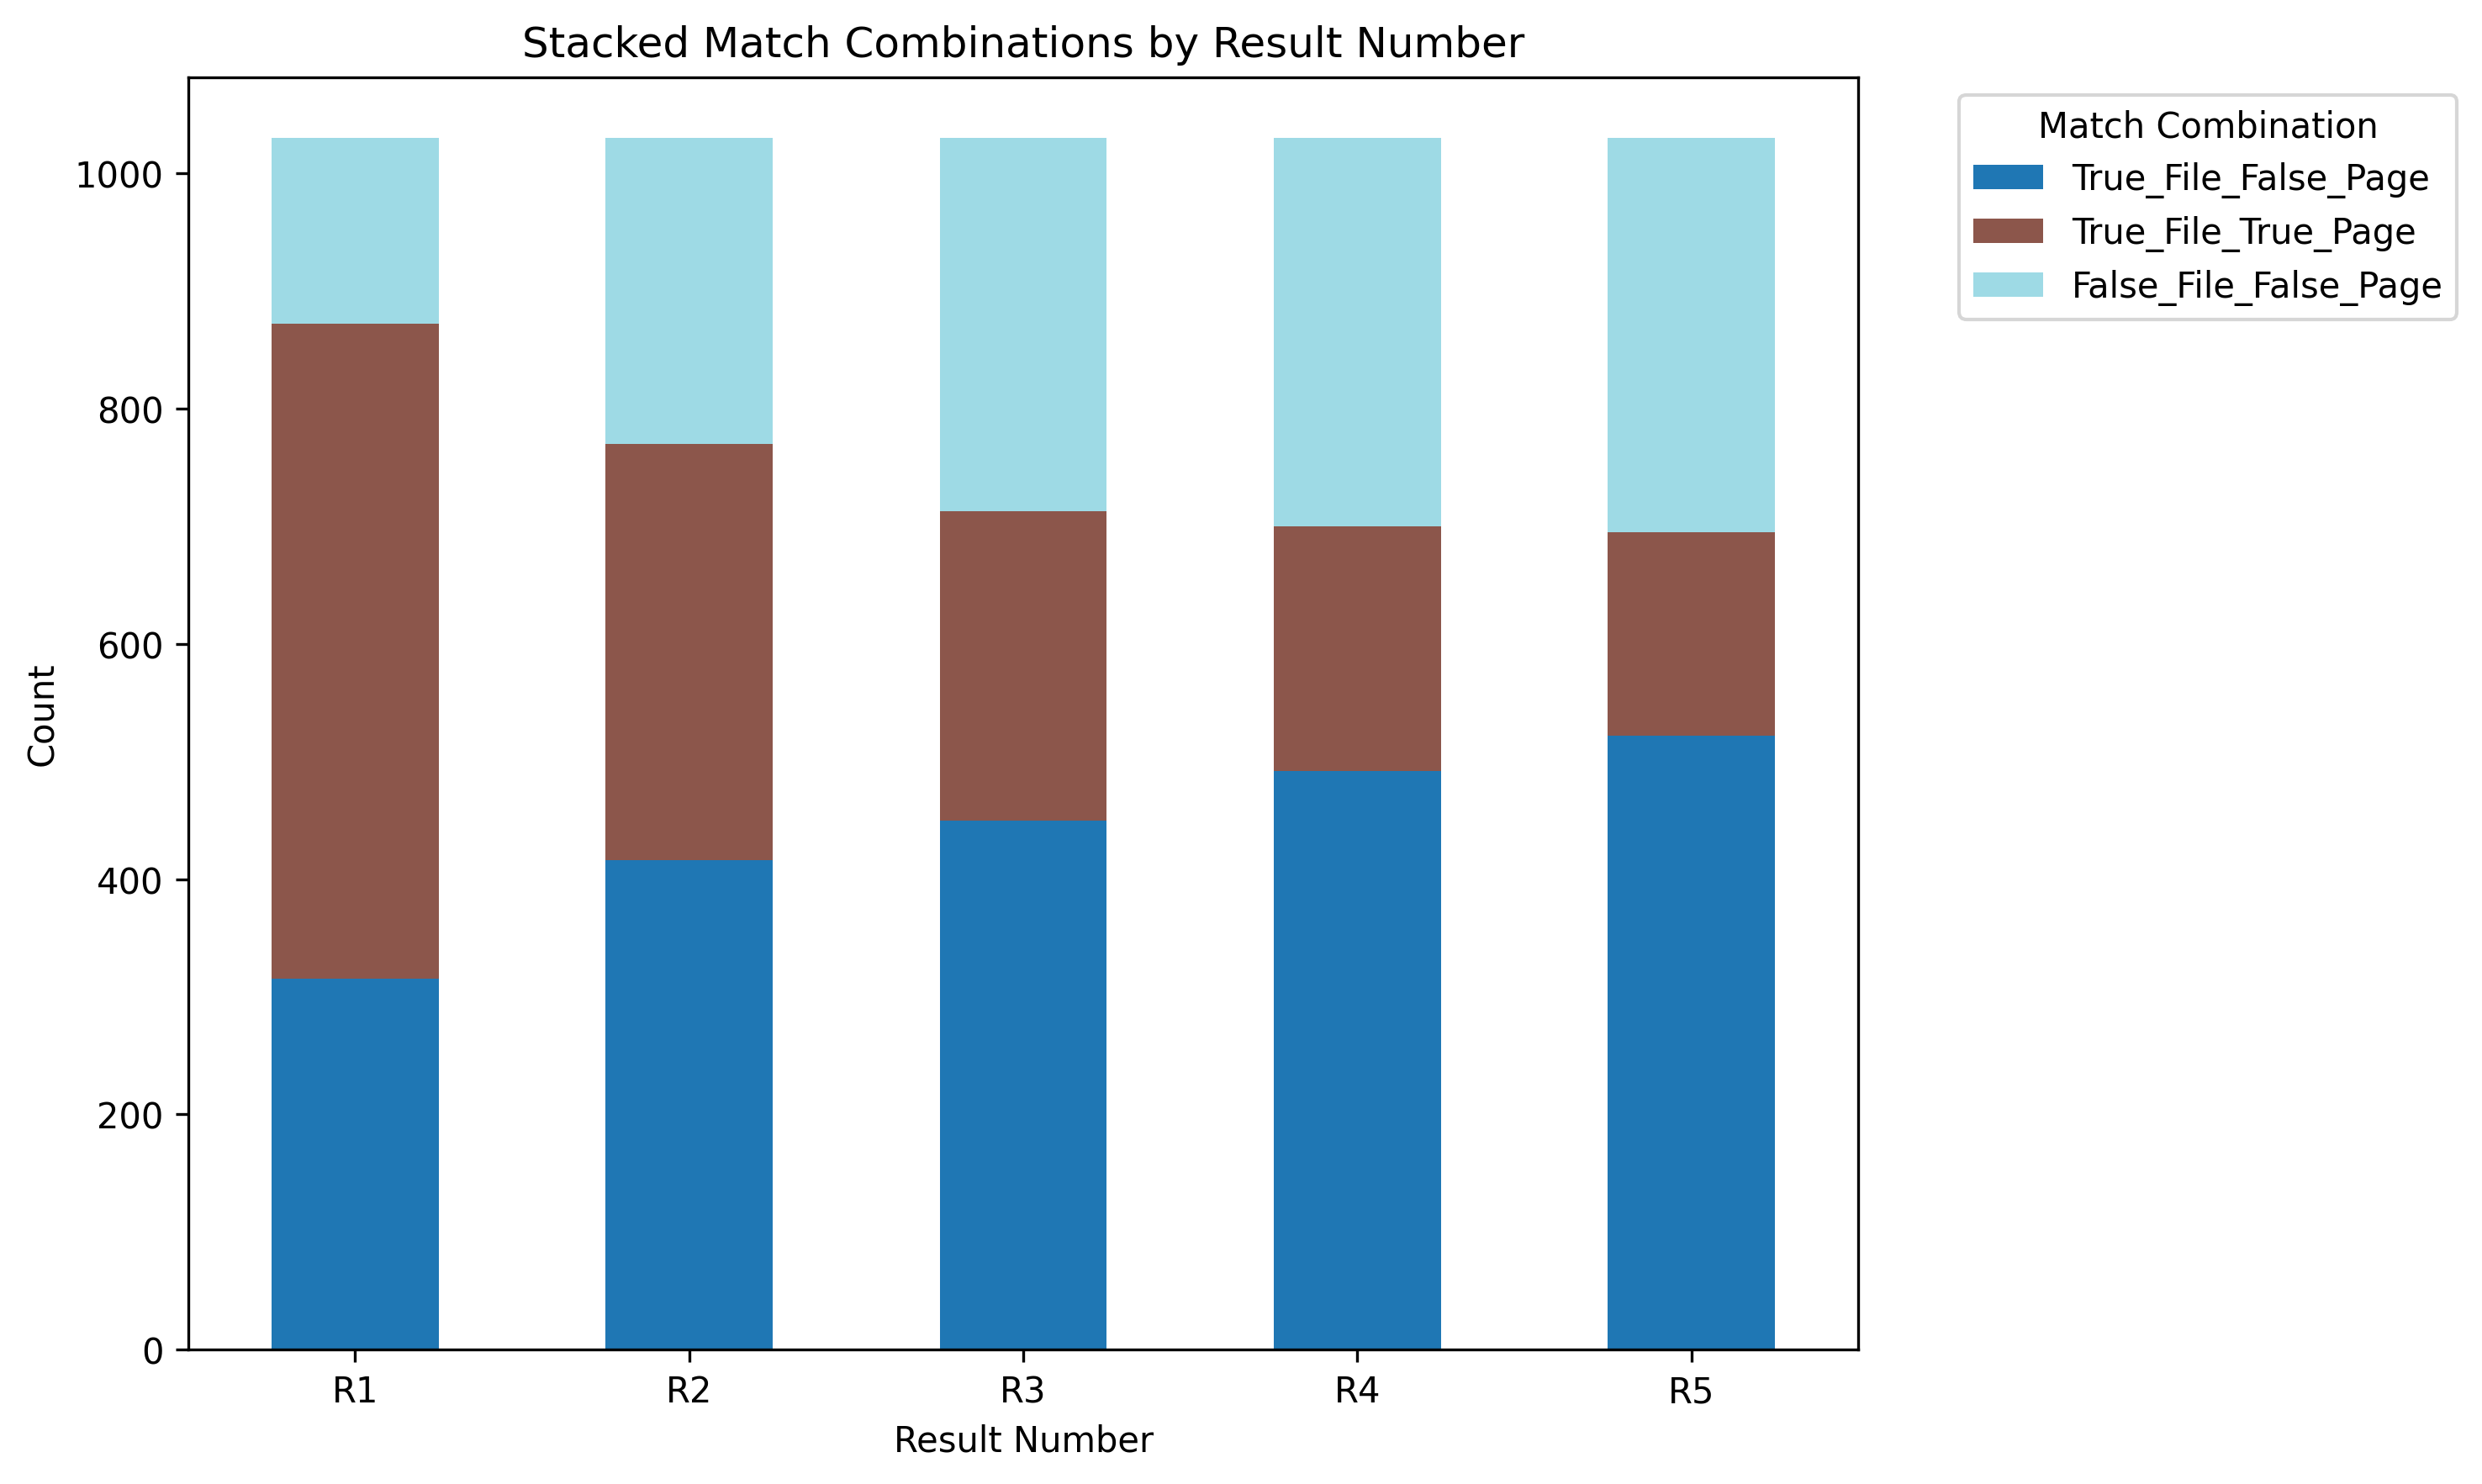 Stacked Match Combinations by Result Number
Match Combination
True_File_False_Page
True_File_True_Page
False_File_False_Page
1000
800
600
400
200
0
Count
R1 R2 R3 R4 R5
Result Number